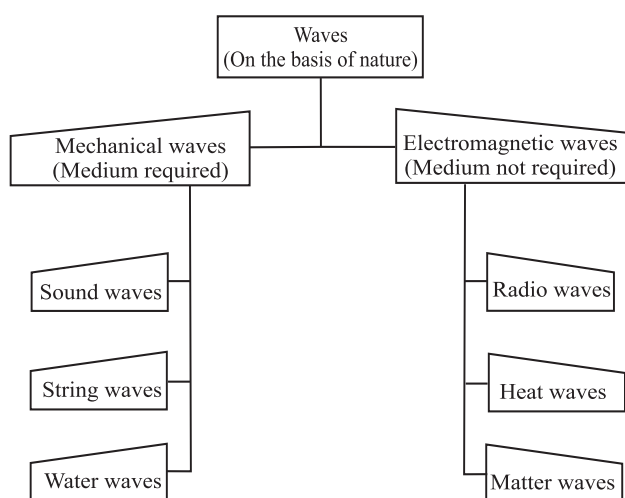 Waves
(On the basis of nature)
Mechanical waves
(Medium required)
Electromagnetic waves
(Medium not required)
Sound waves
Radio waves
String waves
Heat waves
Water waves
Matter waves